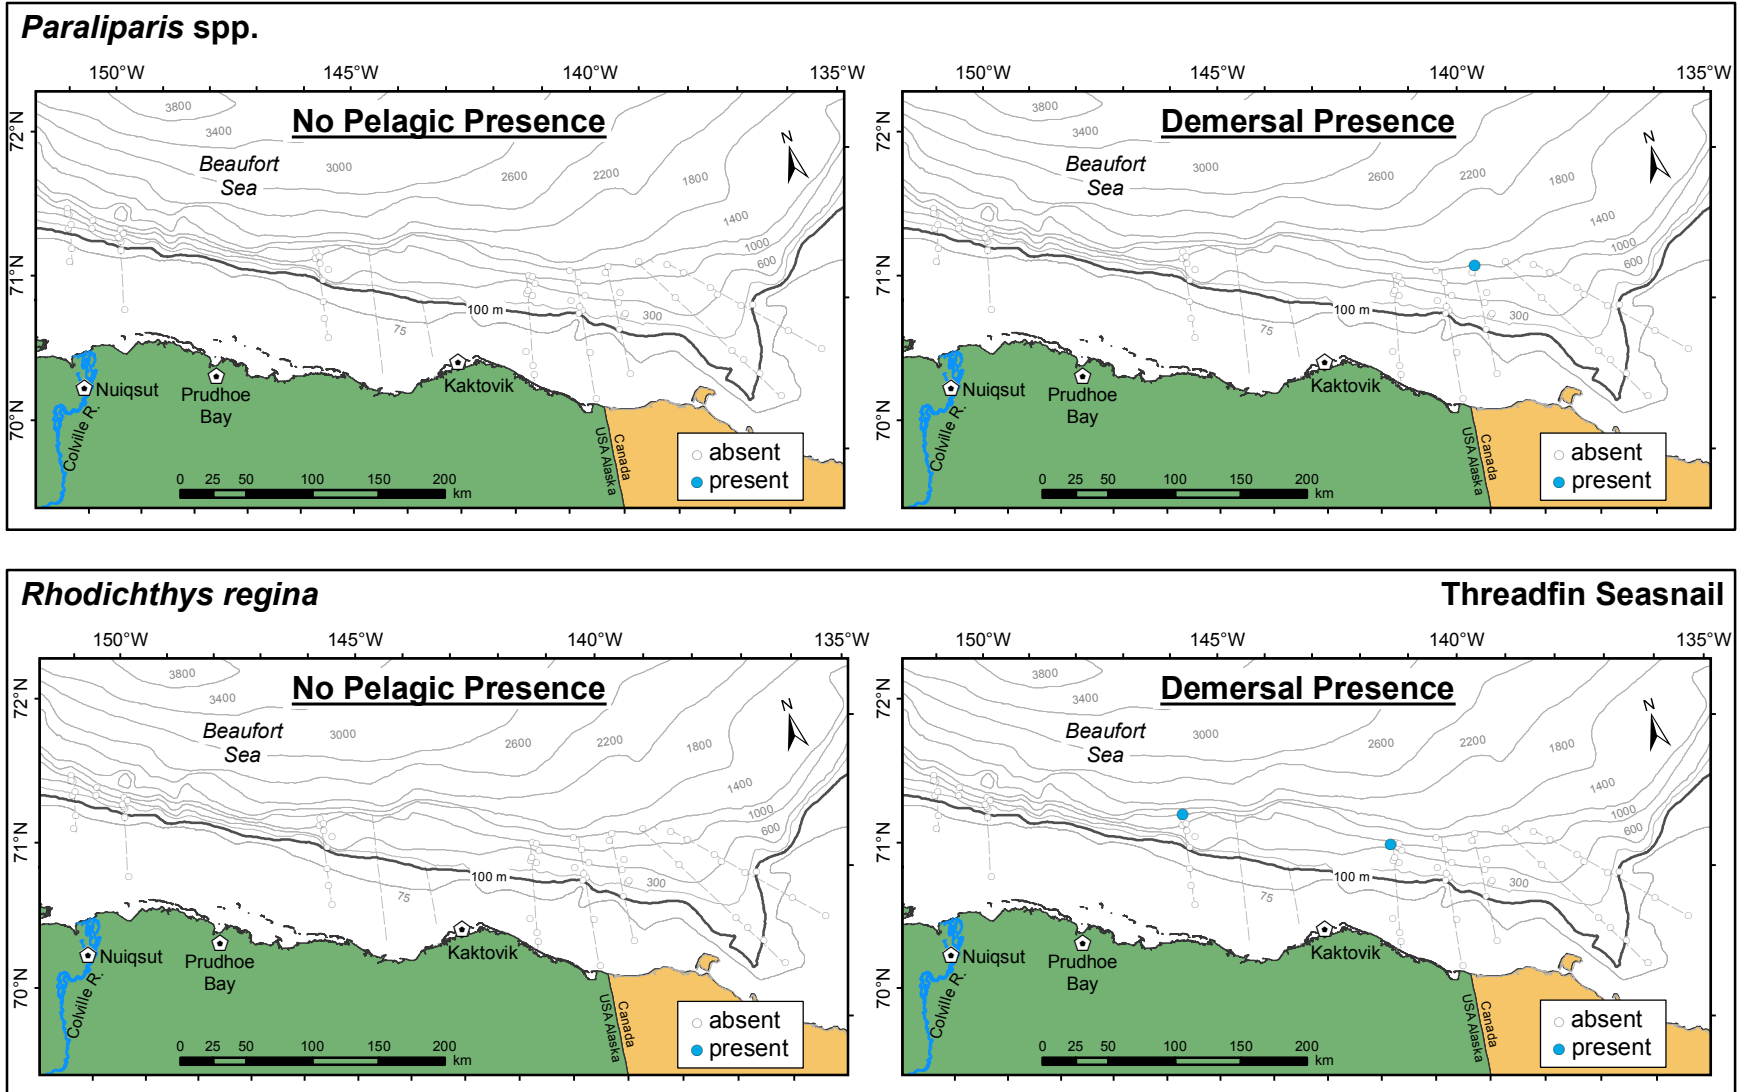 Paraliparis spp.
150°W 145°W 140°W 135°W
150°W 145°W 140°W 135°W
72°N
71°N
70°N
No Pelagic Presence
Beaufort
Sea
3800
3400
3000
2600
2200
1800
1400
1000
600
300
100 m
75
N
Nuiqsut
Prudhoe
Bay
Kaktovik
Colville R.
USA Alaska
Canada
absent
present
0 25 50 100 150 200
km
72°N
71°N
70°N
Demersal Presence
Beaufort
Sea
3800
3400
3000
2600
2200
1800
1400
1000
600
300
100 m
75
N
Nuiqsut
Prudhoe
Bay
Kaktovik
Colville R.
USA Alaska
Canada
absent
present
0 25 50 100 150 200
km
Rhodichthys regina
Threadfin Seasnail
150°W 145°W 140°W 135°W
150°W 145°W 140°W 135°W
72°N
71°N
70°N
No Pelagic Presence
Beaufort
Sea
3800
3400
3000
2600
2200
1800
1400
1000
600
300
100 m
75
N
Nuiqsut
Prudhoe
Bay
Kaktovik
Colville R.
USA Alaska
Canada
absent
present
0 25 50 100 150 200
km
72°N
71°N
70°N
Demersal Presence
Beaufort
Sea
3800
3400
3000
2600
2200
1800
1400
1000
600
300
100 m
75
N
Nuiqsut
Prudhoe
Bay
Kaktovik
Colville R.
USA Alaska
Canada
absent
present
0 25 50 100 150 200
km